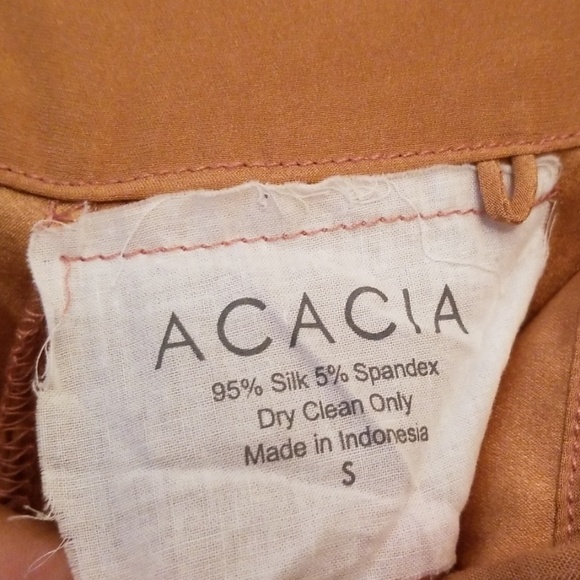 ACACIA
95% Silk 5% Spandex
Dry Clean Only
Made in Indonesia
S